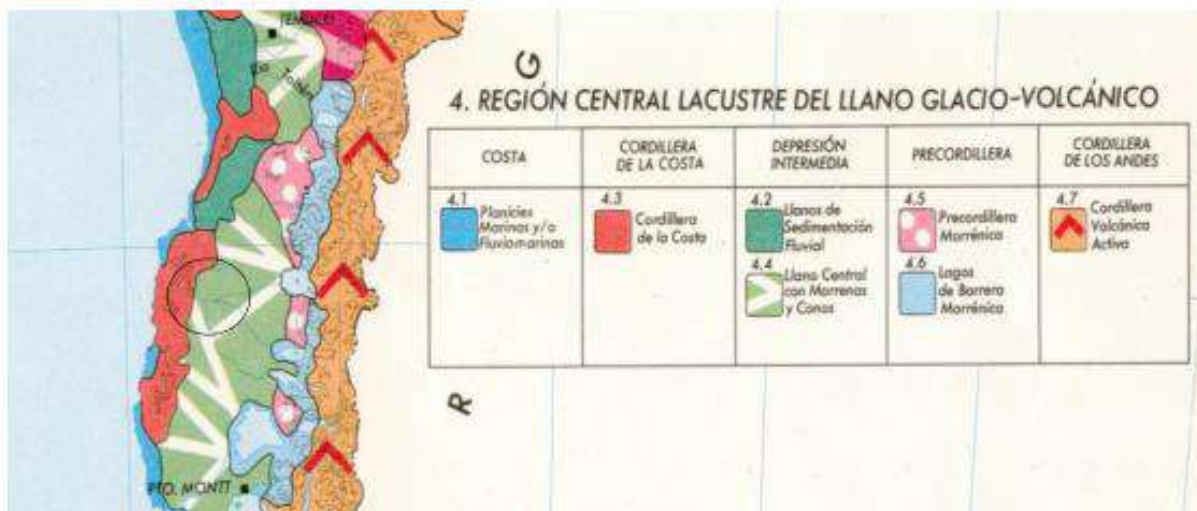 TEMUCO
Río Toltén
G
4. REGIÓN CENTRAL LACUSTRE DEL LLANO GLACIO-VOLCÁNICO
COSTA
CORDILLERA
DE LA COSTA
DEPRESIÓN
INTERMEDIA
PRECORDILLERA
CORDILLERA
DE LOS ANDES
4.1
Planicies
Marinas y/o
Fluviomarinas
4.3
Cordillera
de la Costa
4.2
Llanos de
Sedimentación
Fluvial
4.4
Llano Central
con Morrenas
y Conos
4.5
Precordillera
Morrénica
4.6
Lagos
de Barrera
Morrénica
4.7
Cordillera
Volcánica
Activa
R
PTO. MONTT